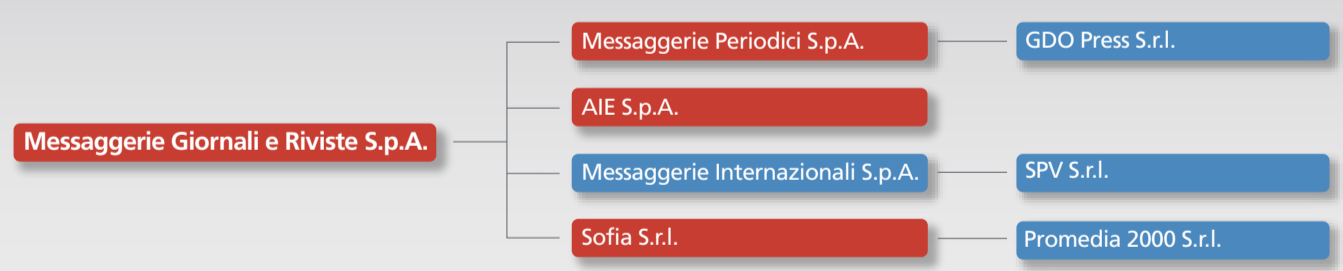 Messaggerie Periodici S.p.A.
GDO Press S.r.l.
AIE S.p.A.
Messaggerie Giornali e Riviste S.p.A.
Messaggerie Internazionali S.p.A.
SPV S.r.l.
Sofia S.r.l.
Promedia 2000 S.r.l.